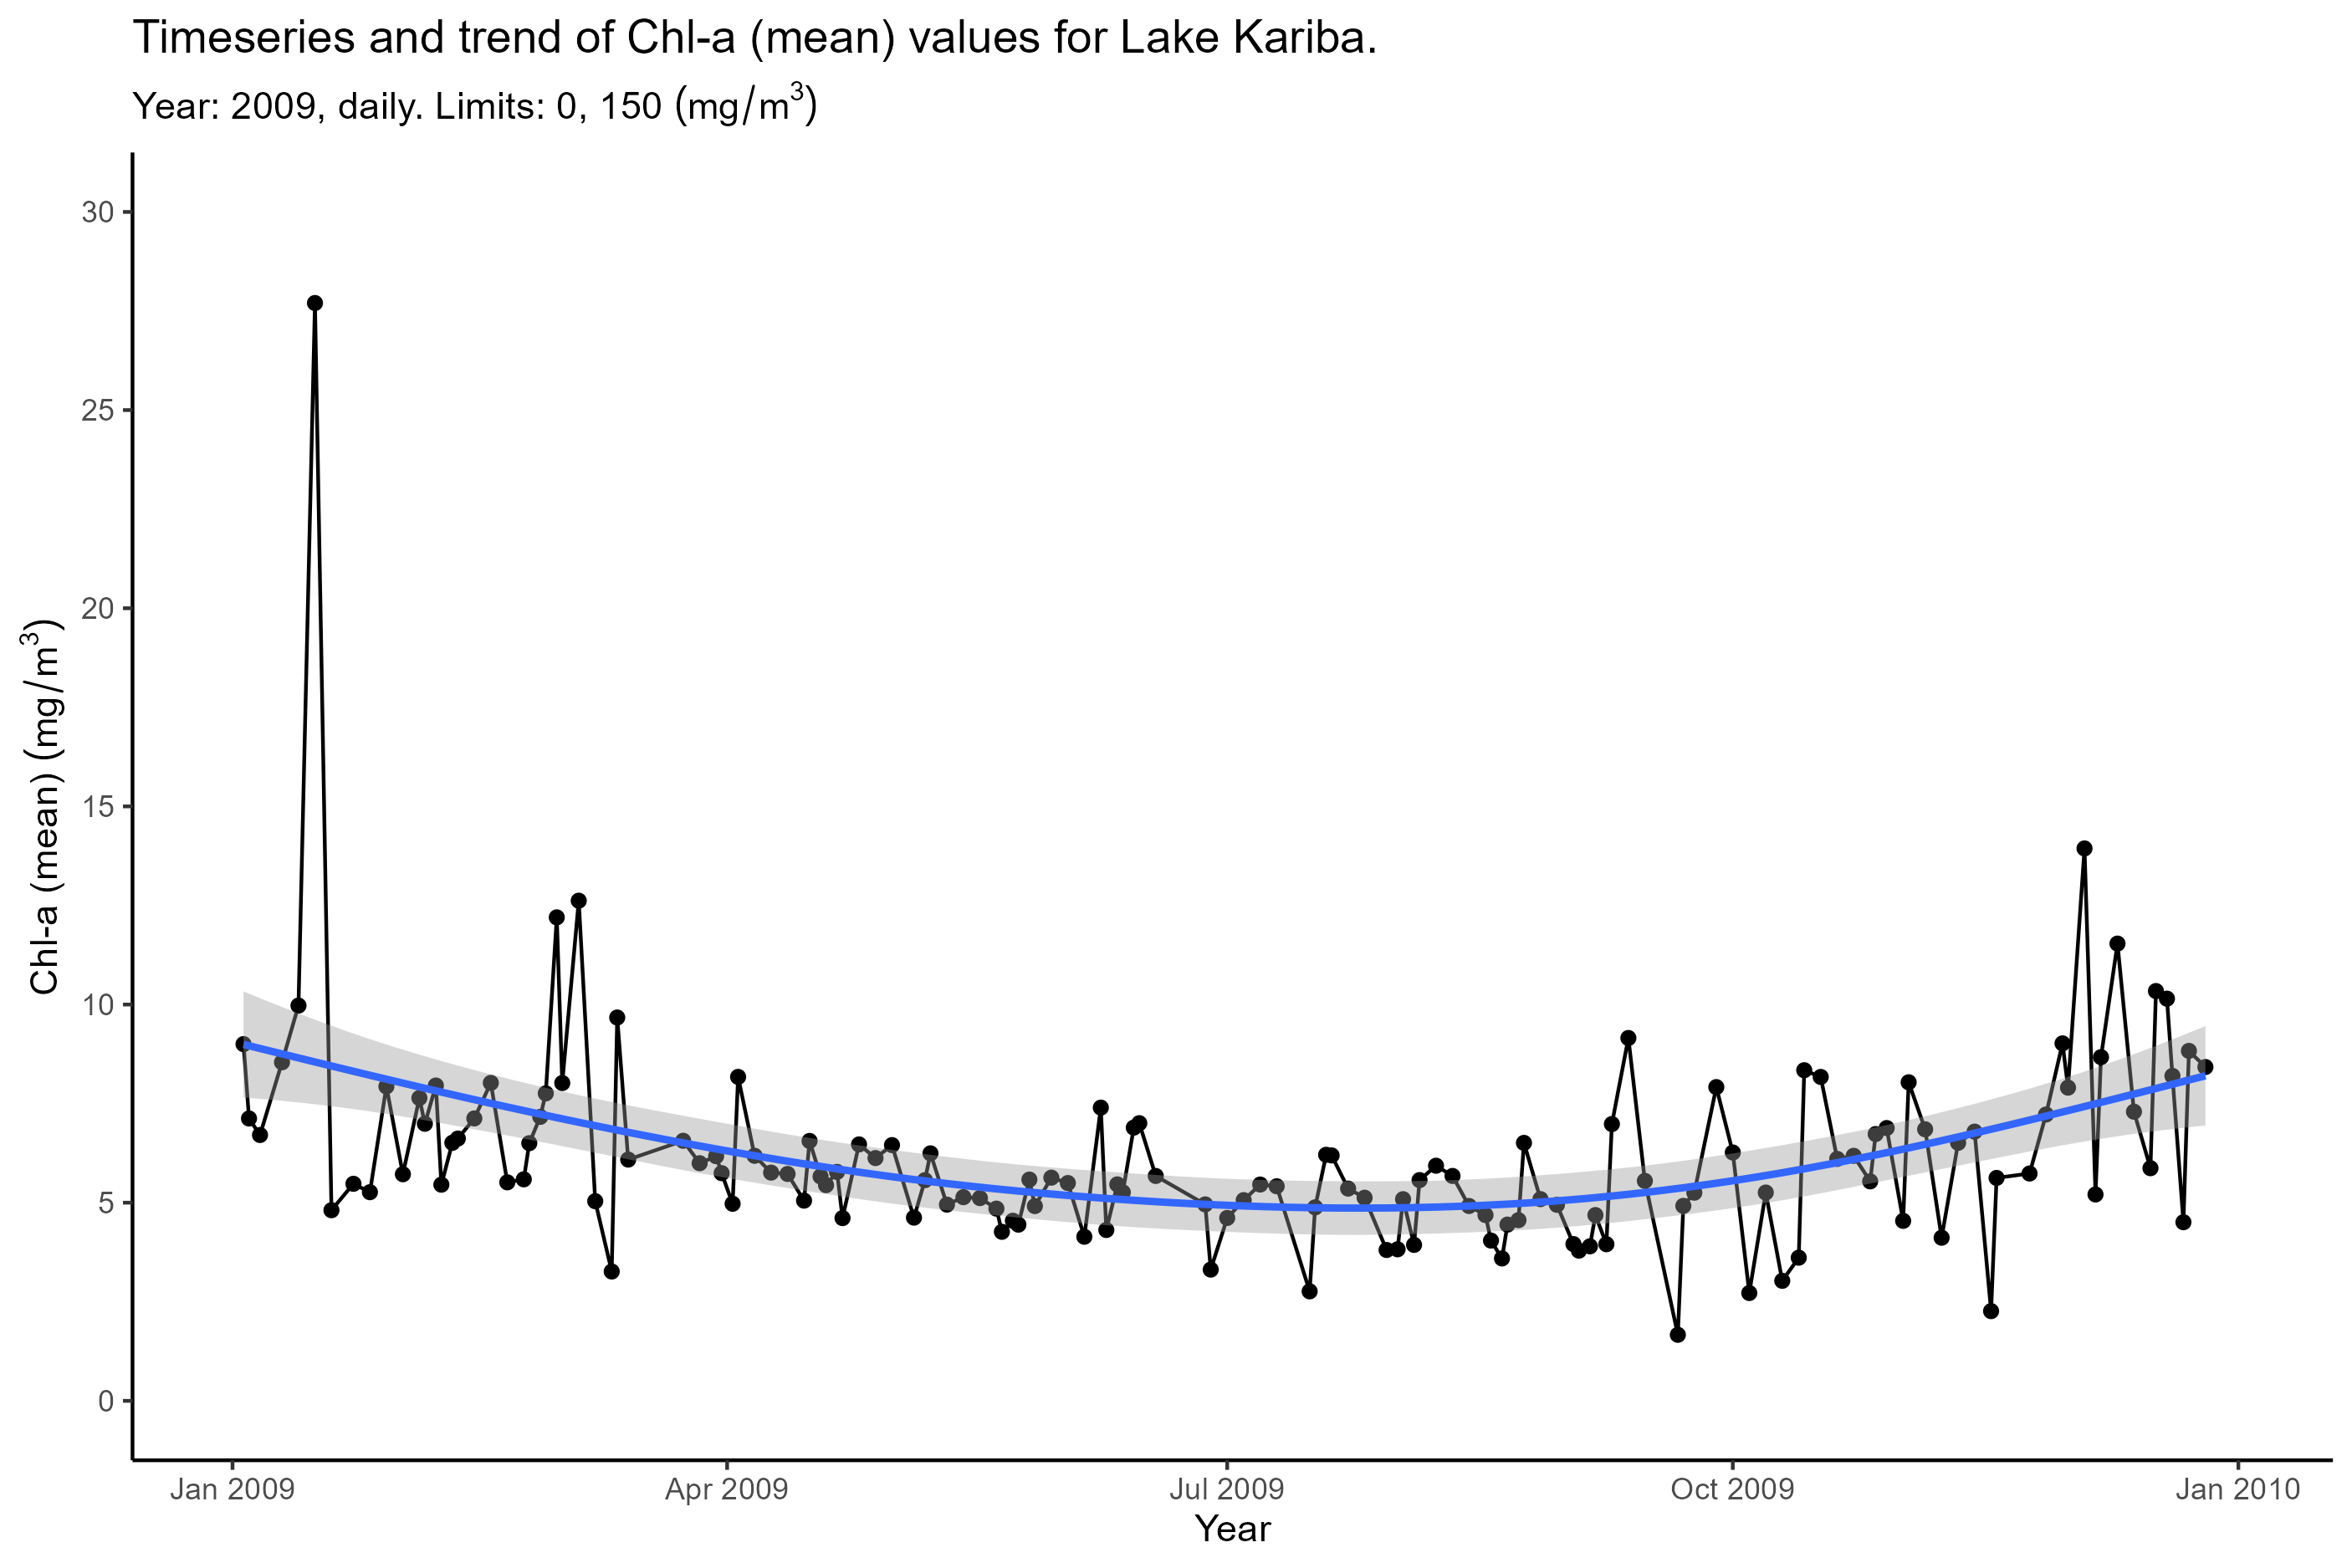 Timeseries and trend of Chl-a (mean) values for Lake Kariba.
Year: 2009, daily. Limits: 0, 150 (mg/m³)
Chl-a (mean) (mg/m³)
30
25
20
15
10
5
0
Jan 2009 Apr 2009 Jul 2009 Oct 2009 Jan 2010
Year